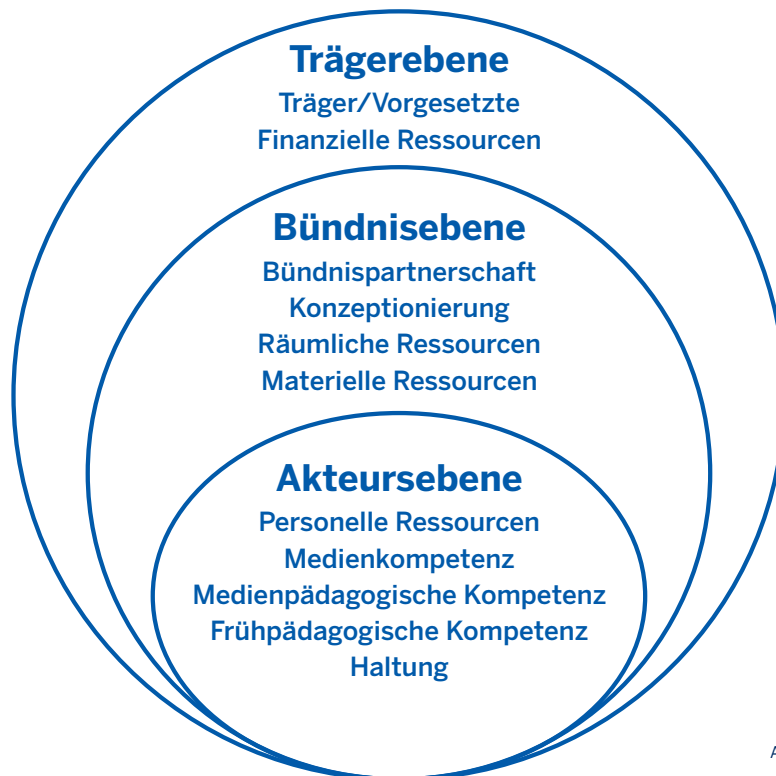 Trägerebene
Träger/Vorgesetzte
Finanzielle Ressourcen
Bündnisebene
Bündnispartnerschaft
Konzeptionierung
Räumliche Ressourcen
Materielle Ressourcen
Akteursebene
Personelle Ressourcen
Medienkompetenz
Medienpädagogische Kompetenz
Frühpädagogische Kompetenz
Haltung
A